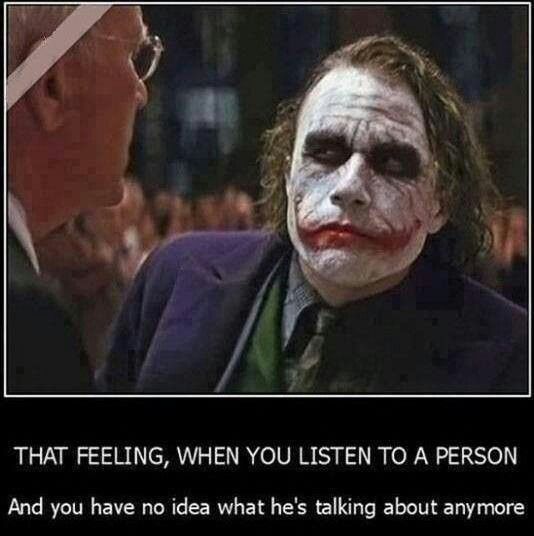 THAT FEELING, WHEN YOU LISTEN TO A PERSON
And you have no idea what he's talking about anymore